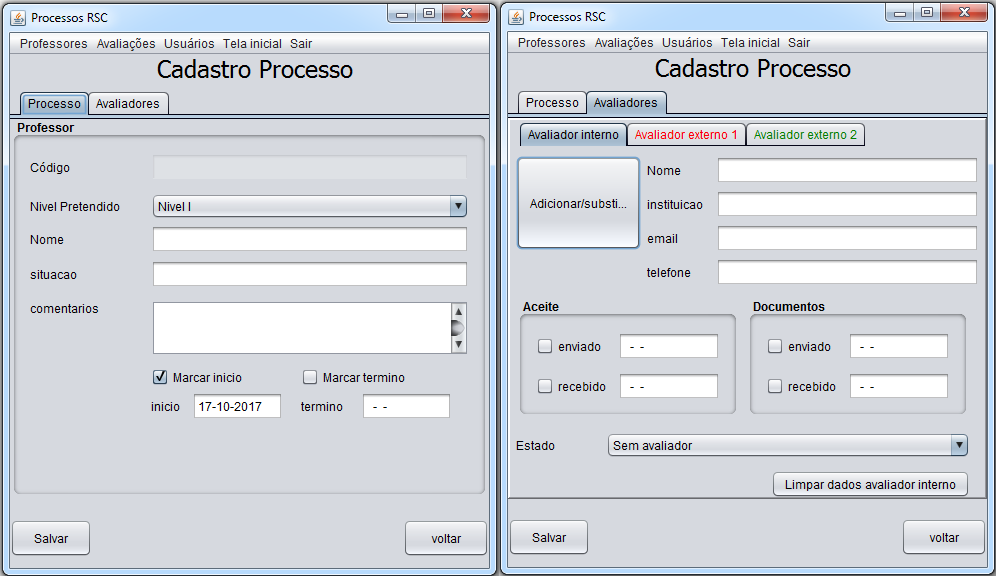 Processos RSC
Professores Avaliações Usuários Tela inicial Sair
Cadastro Processo
Processo Avaliadores
Professor
Código
Nivel Pretendido Nivel I
Nome
situacao
comentarios
Marcar inicio Marcar termino
inicio 17-10-2017 termino - -
Salvar voltar
Processos RSC
Professores Avaliações Usuários Tela inicial Sair
Cadastro Processo
Processo Avaliadores
Avaliador interno Avaliador externo 1 Avaliador externo 2
Adicionar/substi...
Nome
instituicao
email
telefone
Aceite Documentos
enviado - - enviado - -
recebido - - recebido - -
Estado Sem avaliador
Limpar dados avaliador interno
Salvar voltar